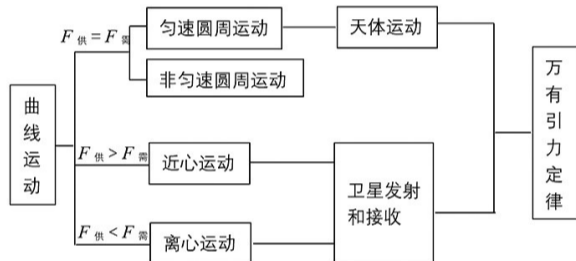 F供=F需
匀速圆周运动
天体运动
非匀速圆周运动
曲线运动
F供>F需
近心运动
卫星发射
和接收
万有引力定律
F供<F需
离心运动